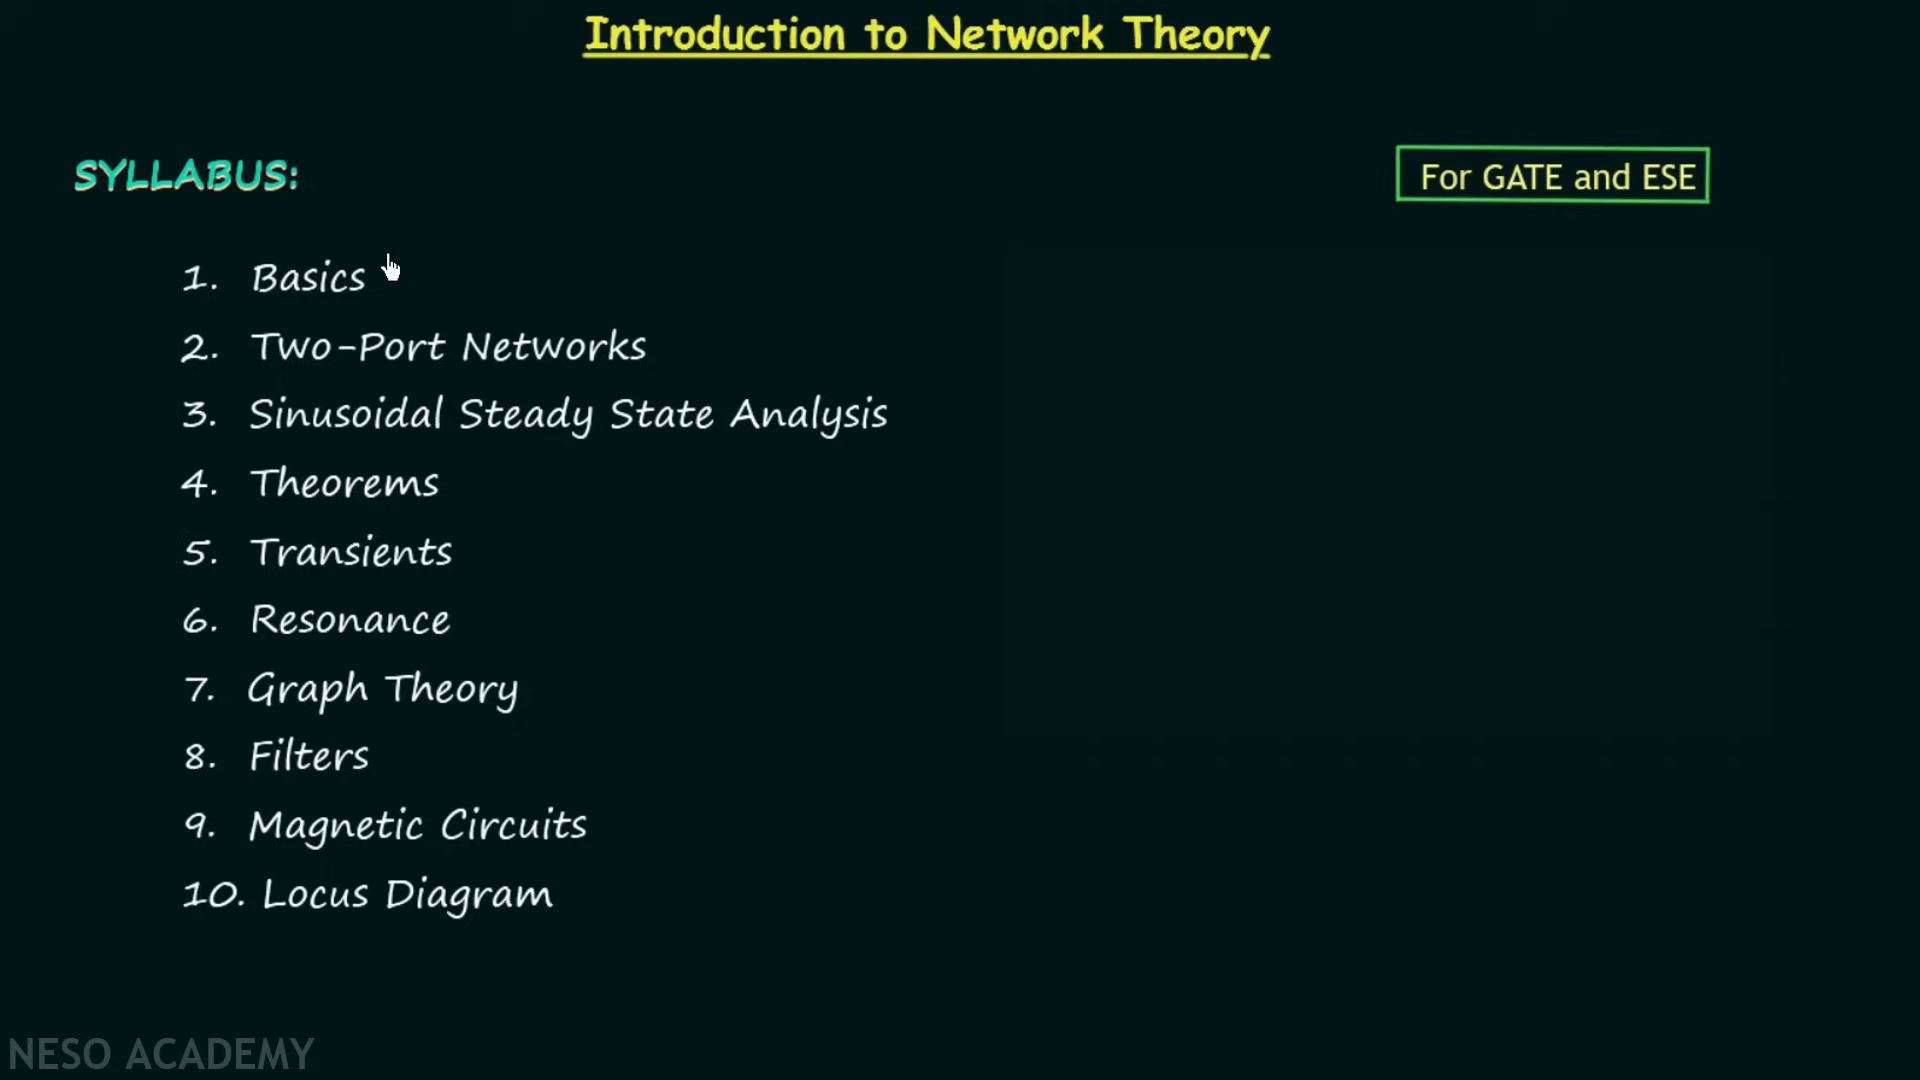 Introduction to Network Theory
SYLLABUS:
For GATE and ESE
1. Basics
2. Two-Port Networks
3. Sinusoidal Steady State Analysis
4. Theorems
5. Transients
6. Resonance
7. Graph Theory
8. Filters
9. Magnetic Circuits
10. Locus Diagram
NESO ACADEMY